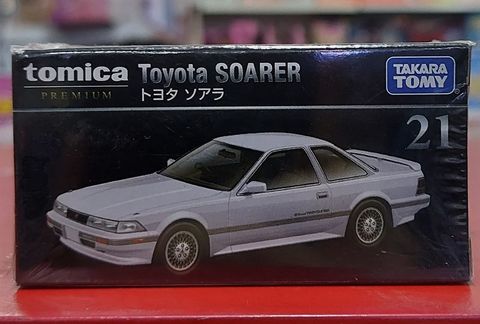 tomica
PREMIUM
Toyota SOARER
トヨタ ソアラ
TAKARA
TOMY
21